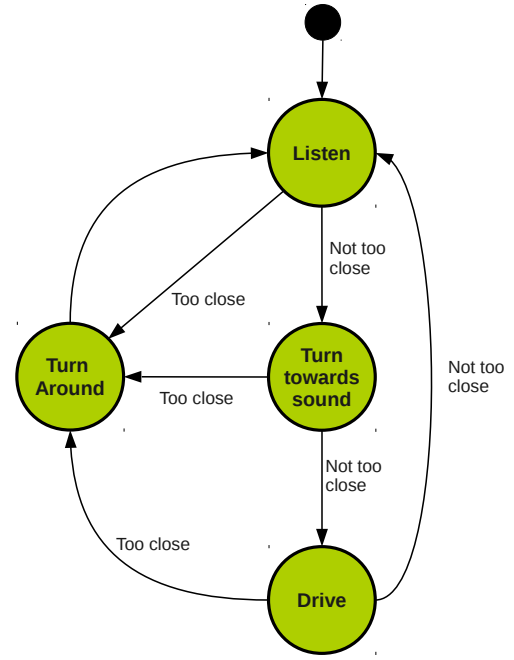 Listen
Not too
close
Too close
Turn
Around
Turn
towards
sound
Too close
Not too
close
Not too
close
Too close
Drive